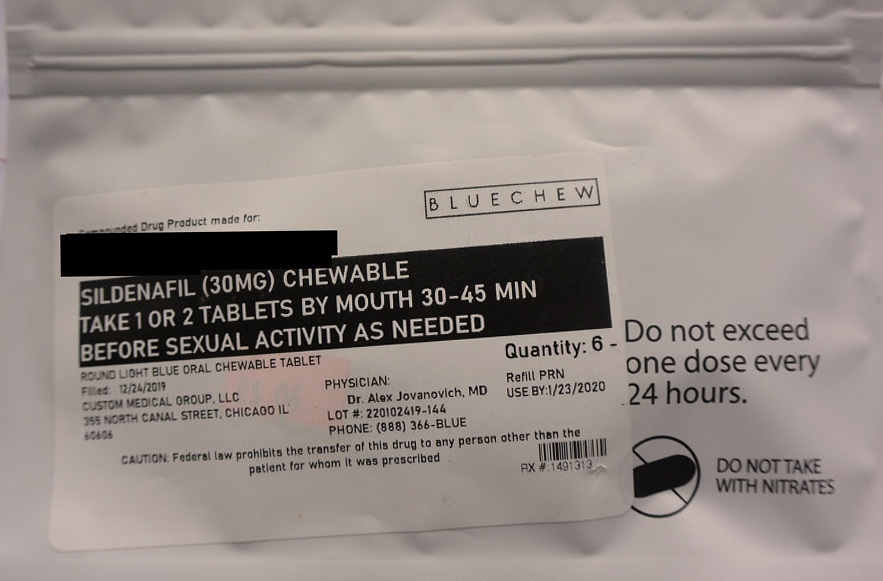 BLUECHEW
Compounded Drug Product made for:
SILDENAFIL (30MG) CHEWABLE
TAKE 1 OR 2 TABLETS BY MOUTH 30-45 MIN
BEFORE SEXUAL ACTIVITY AS NEEDED
ROUND LIGHT BLUE ORAL CHEWABLE TABLET
Filled: 12/24/2019
CUSTOM MEDICAL GROUP, LLC
355 NORTH CANAL STREET, CHICAGO IL
60606
PHYSICIAN:
Dr. Alex Jovanovich, MD
LOT #: 220102419-144
PHONE: (888) 366-BLUE
Quantity: 6 -
Refill PRN
USE BY:1/23/2020
CAUTION: Federal law prohibits the transfer of this drug to any person other than the
patient for whom it was prescribed
RX #:1491313
Do not exceed
one dose every
24 hours.
DO NOT TAKE
WITH NITRATES